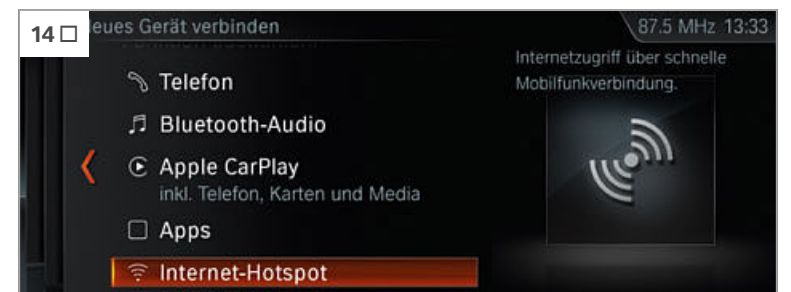 14
Neues Gerät verbinden
87.5 MHz 13:33
Telefon
Bluetooth-Audio
Apple CarPlay
inkl. Telefon, Karten und Media
Apps
Internet-Hotspot
Internetzugriff über schnelle
Mobilfunkverbindung.